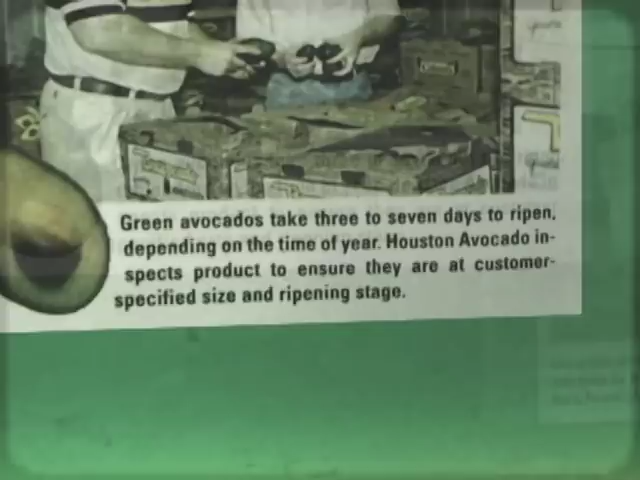 Green avocados take three to seven days to ripen,
depending on the time of year. Houston Avocado in-
spects product to ensure they are at customer-
specified size and ripening stage.